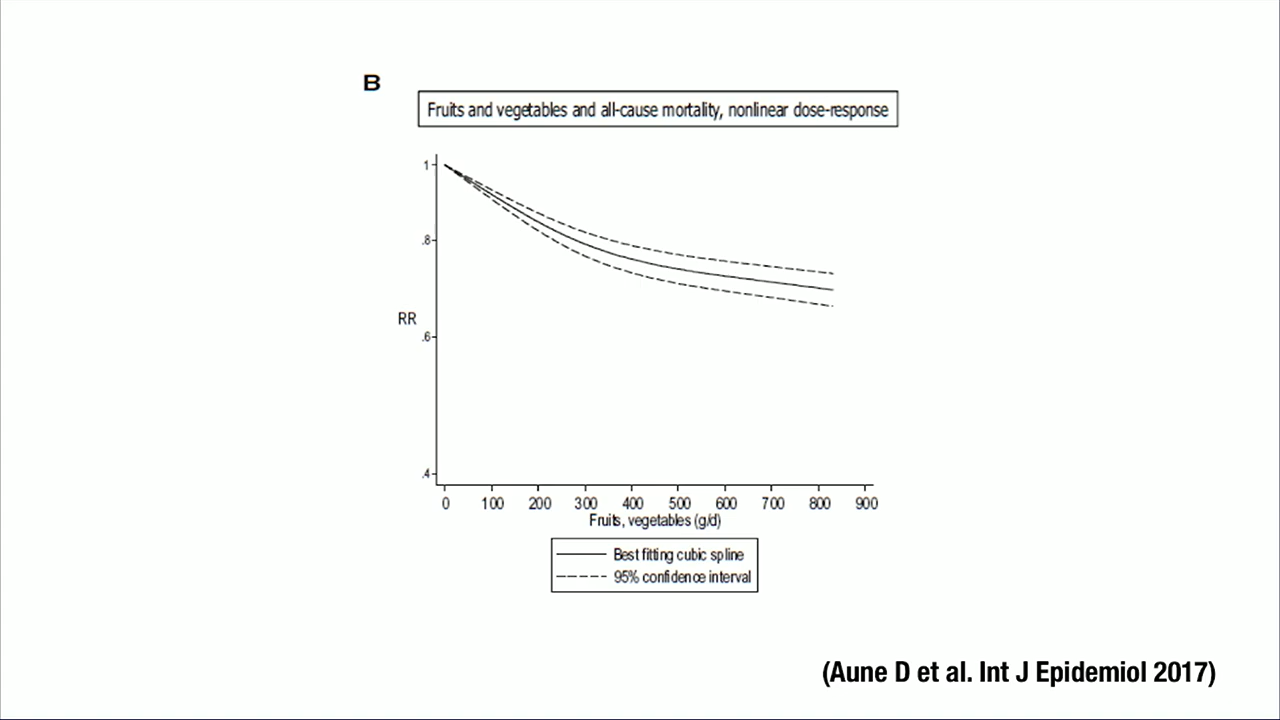 B
Fruits and vegetables and all-cause mortality, nonlinear dose-response
1
.8
RR
.6
.4
0 100 200 300 400 500 600 700 800 900
Fruits, vegetables (g/d)
Best fitting cubic spline
95% confidence interval
(Aune D et al. Int J Epidemiol 2017)